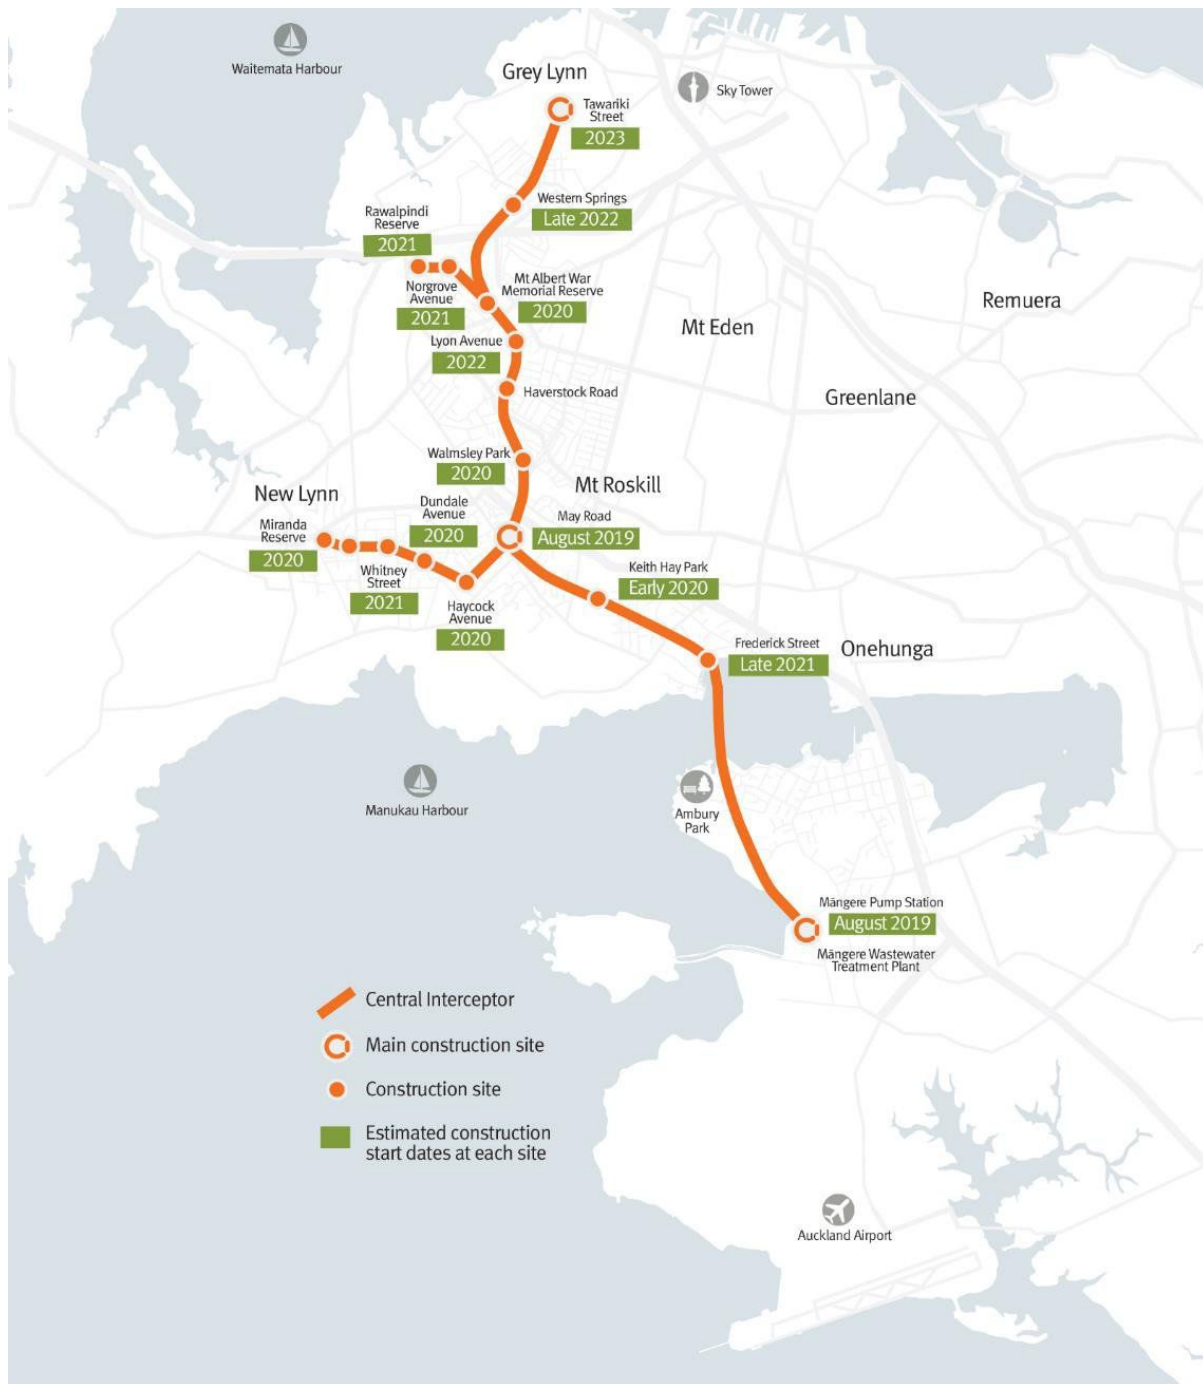 Waitemata Harbour
Grey Lynn
Sky Tower
Tawariki
Street
2023
Western Springs
Late 2022
Rawalpindi
Reserve
2021
Norgrove
Avenue
2021
Mt Albert War
Memorial Reserve
2020
Remuera
Mt Eden
Lyon Avenue
2022
Haverstock Road
Greenlane
Walmsley Park
2020
Mt Roskill
New Lynn
Dundale
Avenue
2020
May Road
August 2019
Miranda
Reserve
2020
Whitney
Street
2021
Keith Hay Park
Early 2020
Haycock
Avenue
2020
Frederick Street
Late 2021
Onehunga
Manukau Harbour
Ambury
Park
Māngere Pump Station
August 2019
Māngere Wastewater
Treatment Plant
Central Interceptor
Main construction site
Construction site
Estimated construction
start dates at each site
Auckland Airport